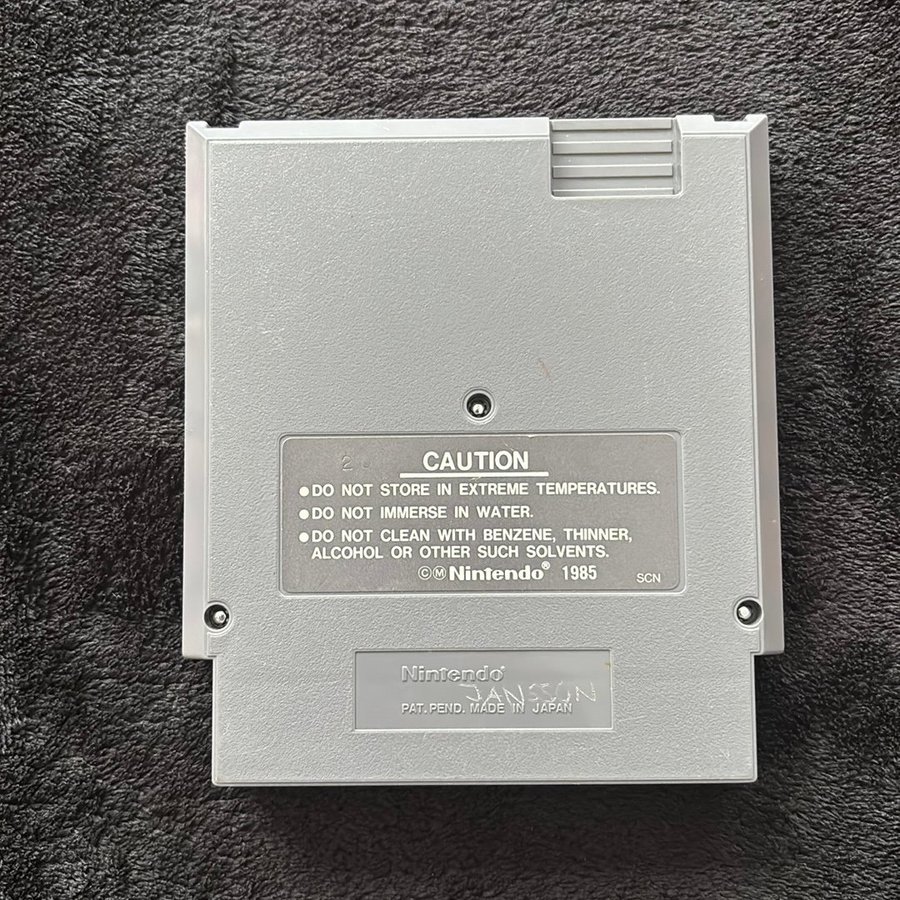 2
CAUTION
●DO NOT STORE IN EXTREME TEMPERATURES.
●DO NOT IMMERSE IN WATER.
●DO NOT CLEAN WITH BENZENE, THINNER,
ALCOHOL OR OTHER SUCH SOLVENTS.
©Ⓜ Nintendo® 1985 SCN
Nintendo®
JANSSON
PAT. PEND. MADE IN JAPAN